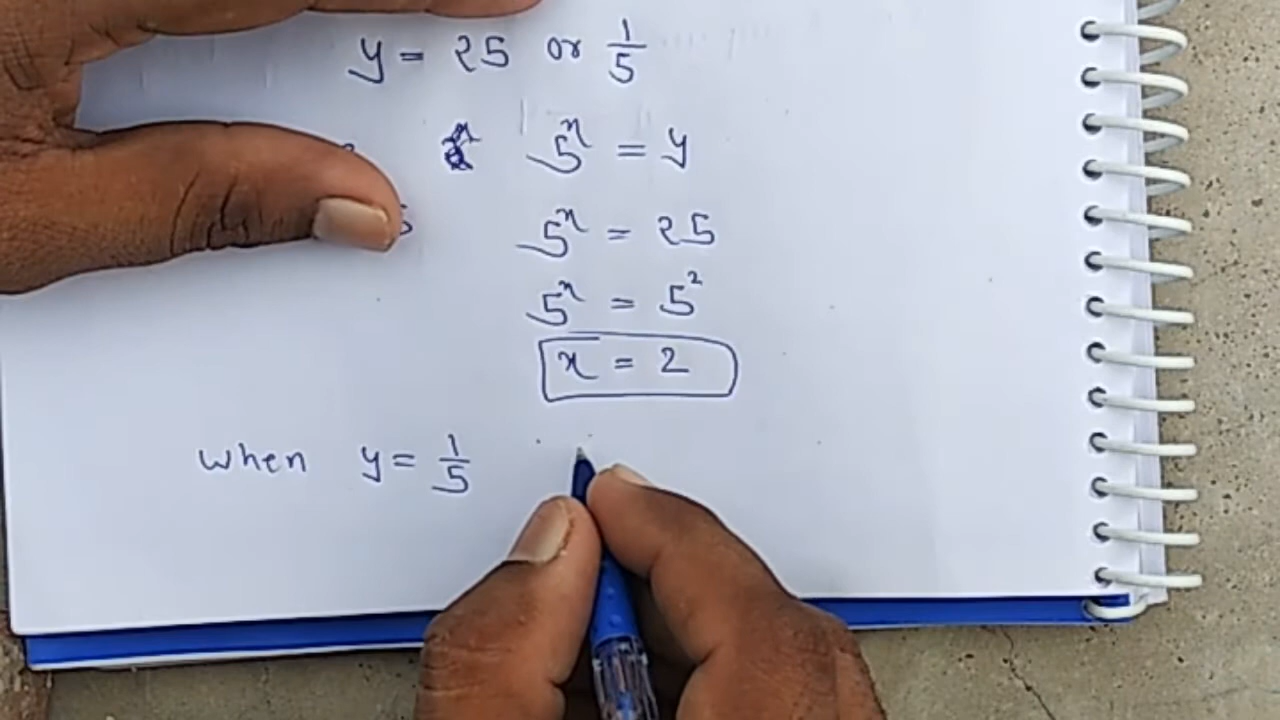 y = 25 or 1/5
5^x = y
5^x = 25
5^x = 5^2
x = 2
when y = 1/5